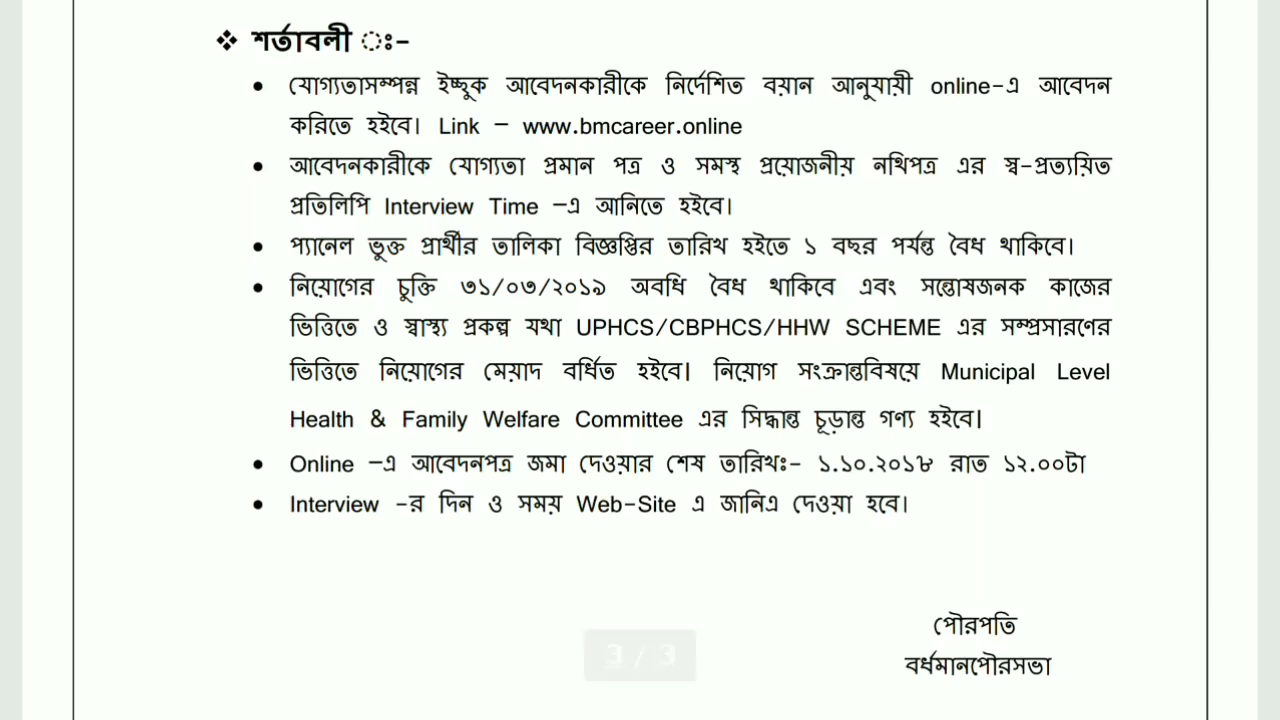 ❖ শর্তাবলী ঃ-
• যোগ্যতাসম্পন্ন ইচ্ছুক আবেদনকারীকে নির্দেশিত বয়ান আনুযায়ী online-এ আবেদন
করিতে হইবে। Link – www.bmcareer.online
• আবেদনকারীকে যোগ্যতা প্রমান পত্র ও সমস্থ প্রয়োজনীয় নথিপত্র এর স্ব-প্রত্যয়িত
প্রতিলিপি Interview Time –এ আনিতে হইবে।
• প্যানেল ভুক্ত প্রার্থীর তালিকা বিজ্ঞপ্তির তারিখ হইতে ১ বছর পর্যন্ত বৈধ থাকিবে।
• নিয়োগের চুক্তি ৩১/০৩/২০১৯ অবধি বৈধ থাকিবে এবং সন্তোষজনক কাজের
ভিত্তিতে ও স্বাস্থ্য প্রকল্প যথা UPHCS/CBPHCS/HHW SCHEME এর সম্প্রসারণের
ভিত্তিতে নিয়োগের মেয়াদ বর্ধিত হইবে। নিয়োগ সংক্রান্তবিষয়ে Municipal Level
Health & Family Welfare Committee এর সিদ্ধান্ত চূড়ান্ত গণ্য হইবে।
• Online –এ আবেদনপত্র জমা দেওয়ার শেষ তারিখঃ- ১.১০.২০১৮ রাত ১২.০০টা
• Interview -র দিন ও সময় Web-Site এ জানিএ দেওয়া হবে।
পৌরপতি
3 / 3
বর্ধমানপৌরসভা